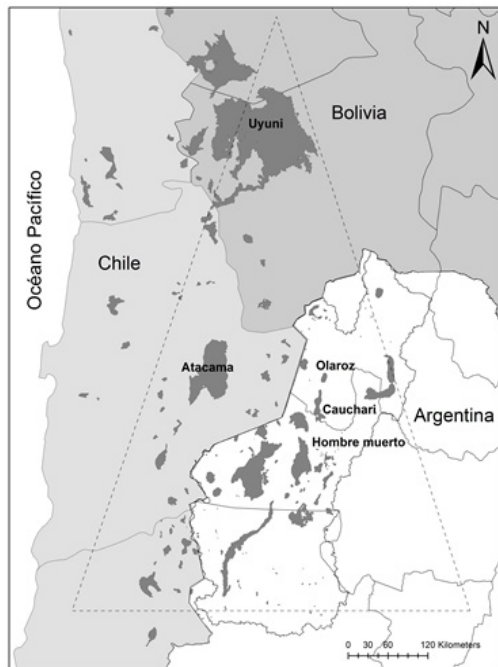 N
Uyuni
Bolivia
Océano Pacífico
Chile
Atacama
Olaroz
Cauchari
Argentina
Hombre muerto
0 30 60 120 Kilometers